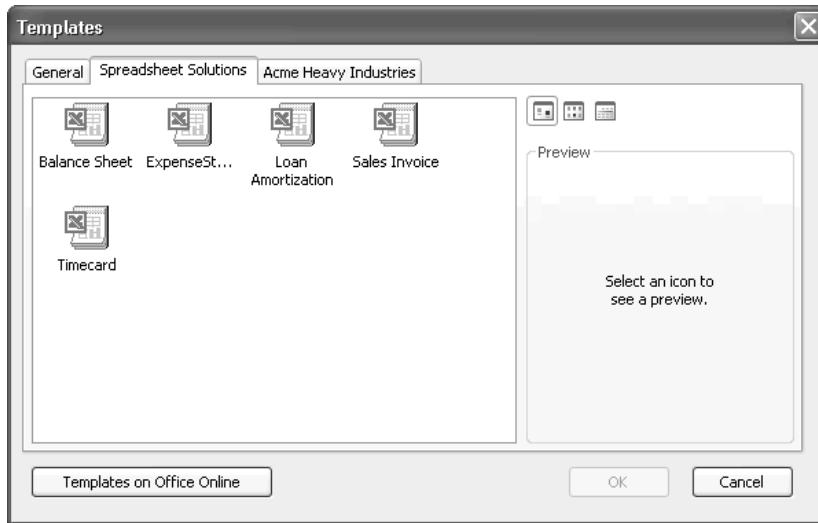 Templates
General Spreadsheet Solutions Acme Heavy Industries
Balance Sheet ExpenseSt... Loan Amortization Sales Invoice
Timecard
Preview
Select an icon to
see a preview.
Templates on Office Online OK Cancel